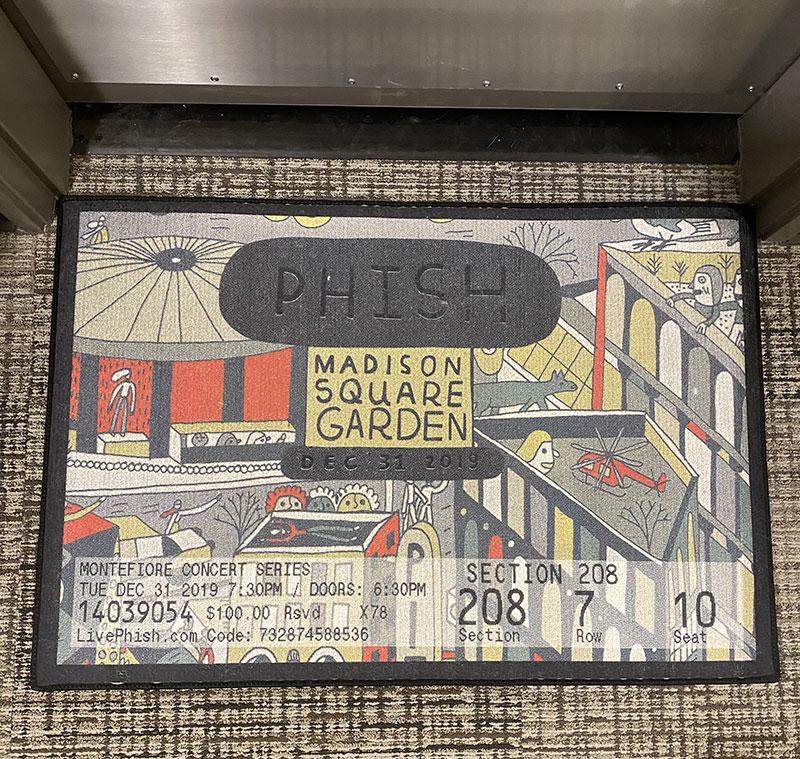 PHISH
MADISON
SQUARE
GARDEN
DEC 31 2019
MONTEFIORE CONCERT SERIES
TUE DEC 31 2019 7:30PM / DOORS: 6:30PM
14039054 $100.00 Rsvd X78
LivePhish.com Code: 732874588536
SECTION 208
208 7 10
Section Row Seat